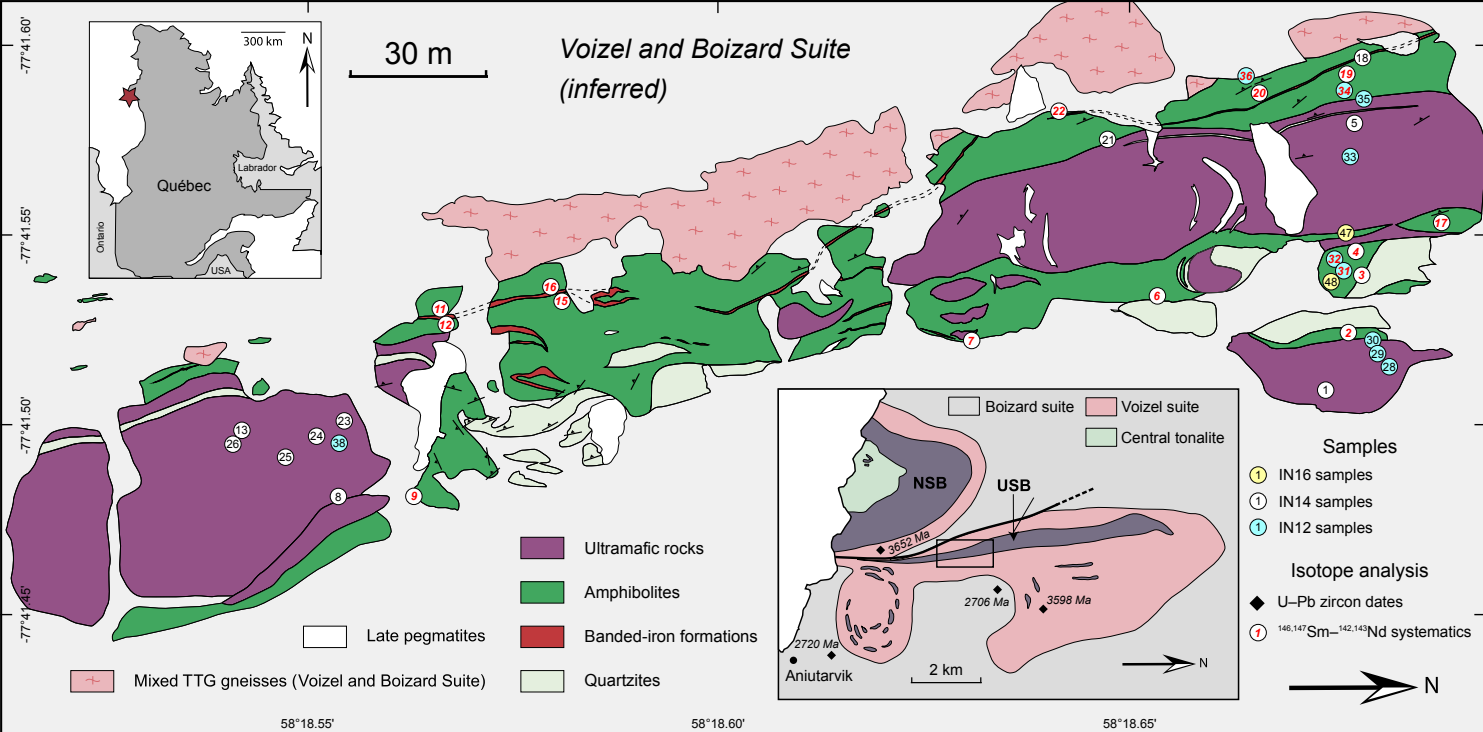 -77°41.60'
-77°41.55'
-77°41.50'
-77°41.45'
300 km
N
Québec
Labrador
Ontario
USA
30 m
Voizel and Boizard Suite
(inferred)
36
20
18
19
34
35
5
33
22
21
17
47
4
32
31
3
48
6
7
2
30
29
28
1
16
15
11
12
9
13
26
23
24
25
38
8
Ultramafic rocks
Amphibolites
Late pegmatites
Banded-iron formations
Mixed TTG gneisses (Voizel and Boizard Suite)
Quartzites
Boizard suite
Voizel suite
Central tonalite
NSB
USB
3652 Ma
2706 Ma
3598 Ma
2720 Ma
Aniutarvik
2 km
N
Samples
1 IN16 samples
1 IN14 samples
1 IN12 samples
Isotope analysis
U–Pb zircon dates
1 146,147Sm–142,143Nd systematics
N
58°18.55'
58°18.60'
58°18.65'